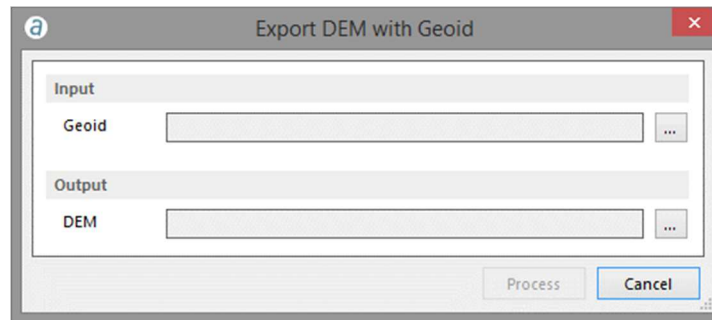 a Export DEM with Geoid ×
Input
Geoid ...
Output
DEM ...
Process Cancel